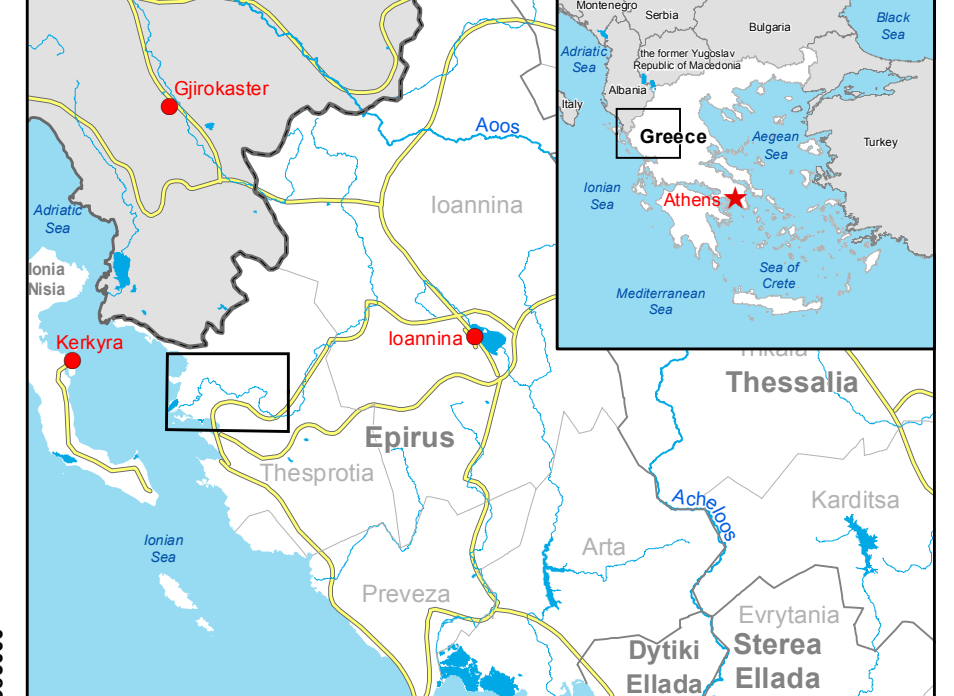 Montenegro
Serbia
Bulgaria
Black
Sea
Adriatic
Sea
the former Yugoslav
Republic of Macedonia
Albania
Italy
Greece
Aegean
Sea
Turkey
Ionian
Sea
Athens
Sea of
Crete
Mediterranean
Sea
Gjirokaster
Aoos
Ioannina
Adriatic
Sea
Ionia
Nisia
Kerkyra
Ioannina
Trikala
Thessalia
Epirus
Thesprotia
Acheloos
Karditsa
Ionian
Sea
Arta
Preveza
Evrytania
Dytiki
Ellada
Sterea
Ellada